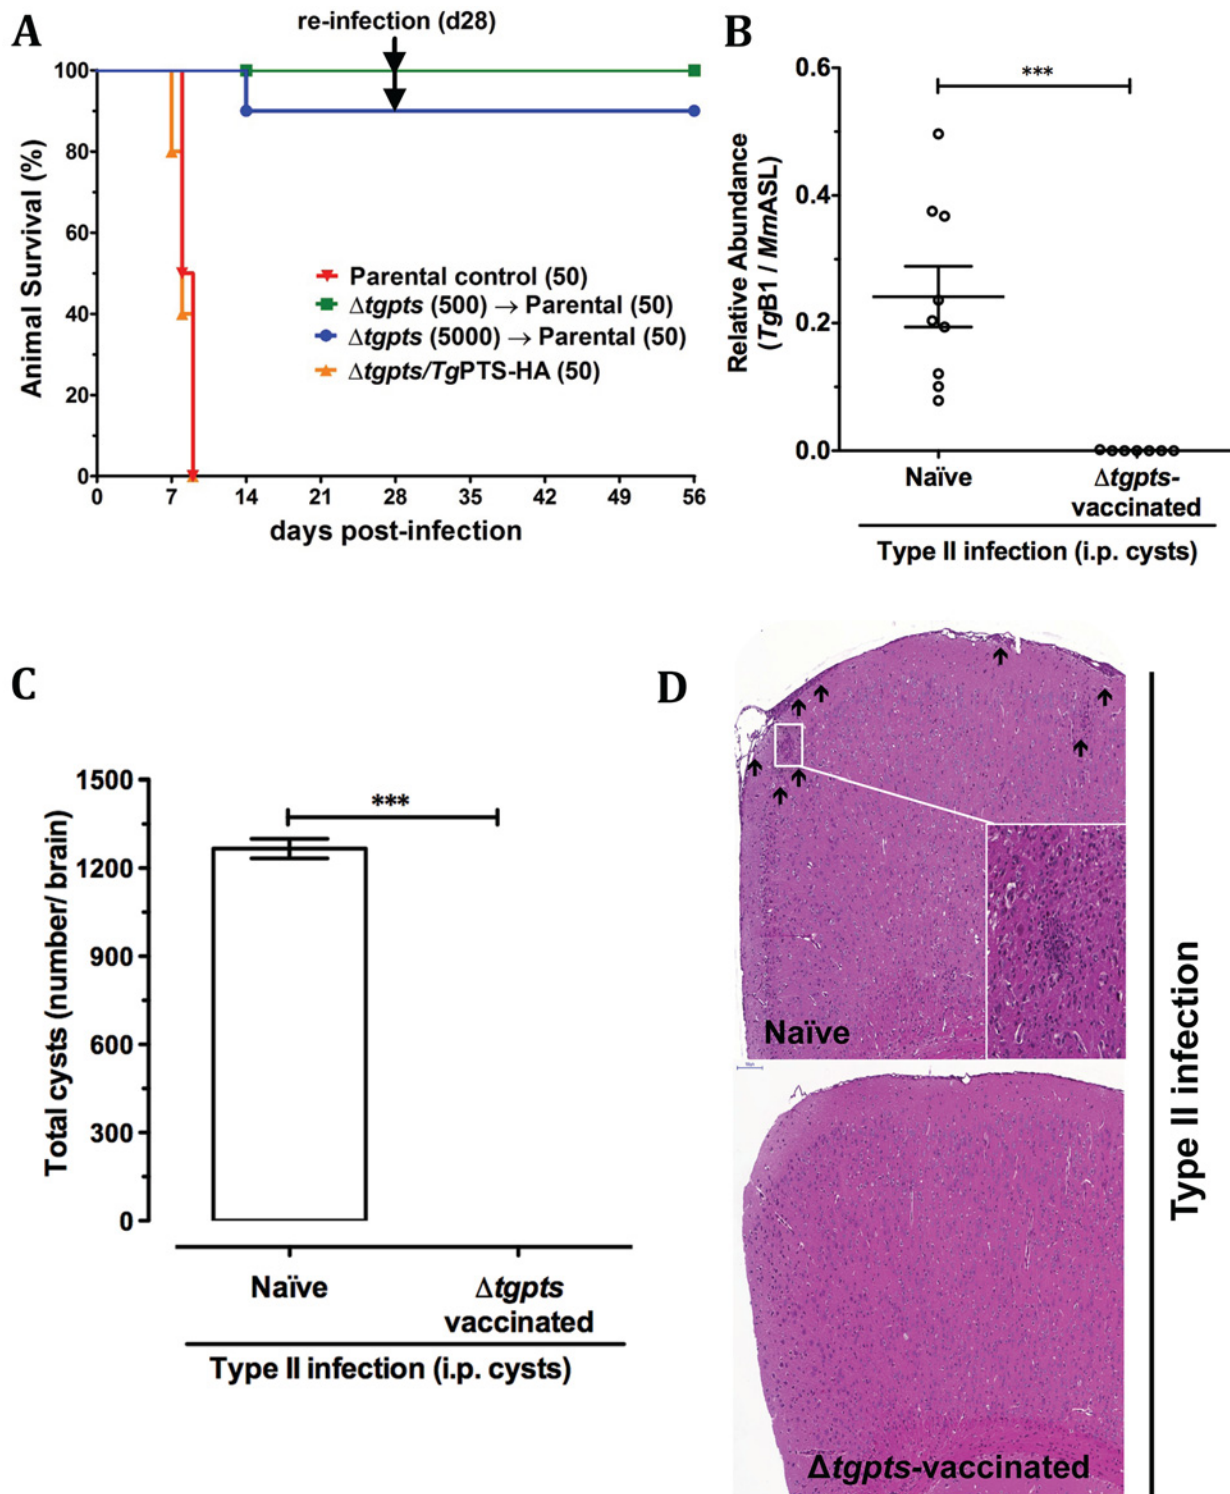 A
re-infection (d28)
100
80
60
40
20
0
Animal Survival (%)
Parental control (50)
Δtgpts (500) → Parental (50)
Δtgpts (5000) → Parental (50)
Δtgpts/TgPTS-HA (50)
0 7 14 21 28 35 42 49 56
days post-infection
B
***
0.6
0.4
0.2
0.0
Relative Abundance
(TgB1 / MmASL)
Naïve
Δtgpts-
vaccinated
Type II infection (i.p. cysts)
C
***
1500
1200
900
600
300
0
Total cysts (number/ brain)
Naïve
Δtgpts
vaccinated
Type II infection (i.p. cysts)
D
Naïve
Δtgpts-vaccinated
Type II infection